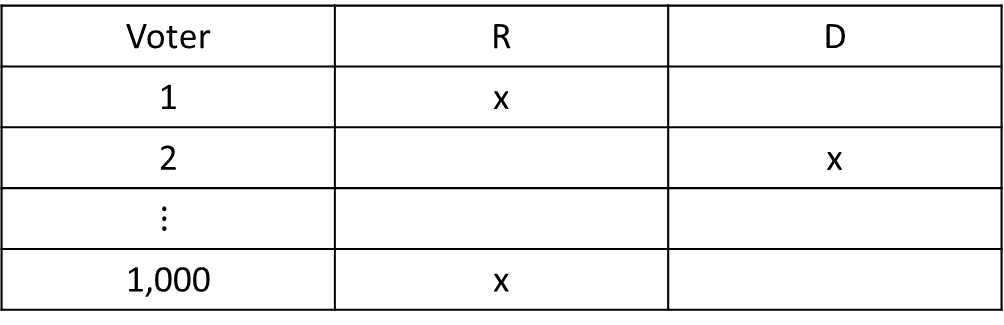 Voter R D
1 x
2 x
⋮
1,000 x